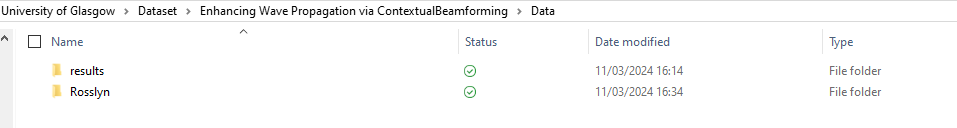 University of Glasgow > Dataset > Enhancing Wave Propagation via ContextualBeamforming > Data
Name Status Date modified Type
results 11/03/2024 16:14 File folder
Rosslyn 11/03/2024 16:34 File folder